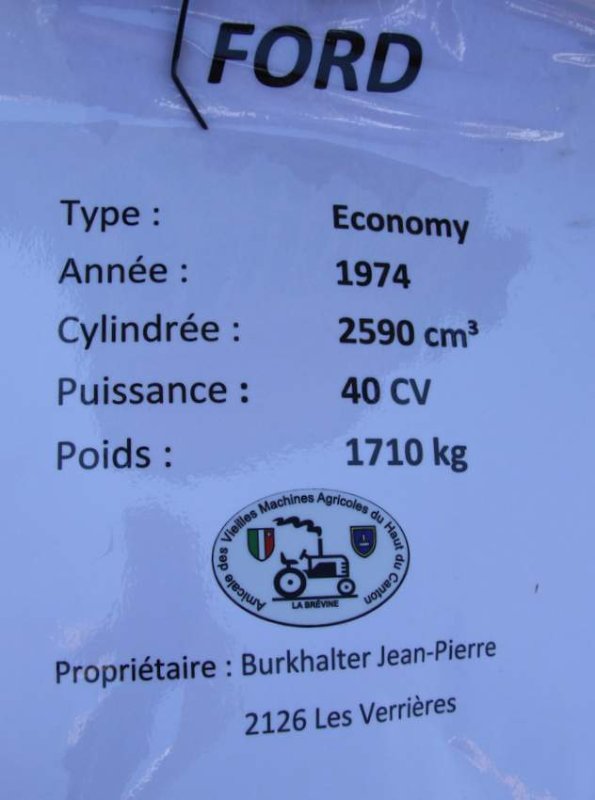 FORD
Type : Economy
Année : 1974
Cylindrée : 2590 cm³
Puissance : 40 CV
Poids : 1710 kg
Amicale des Vieilles Machines Agricoles du Haut du Canton
LA BRÉVINE
Propriétaire : Burkhalter Jean-Pierre
2126 Les Verrières